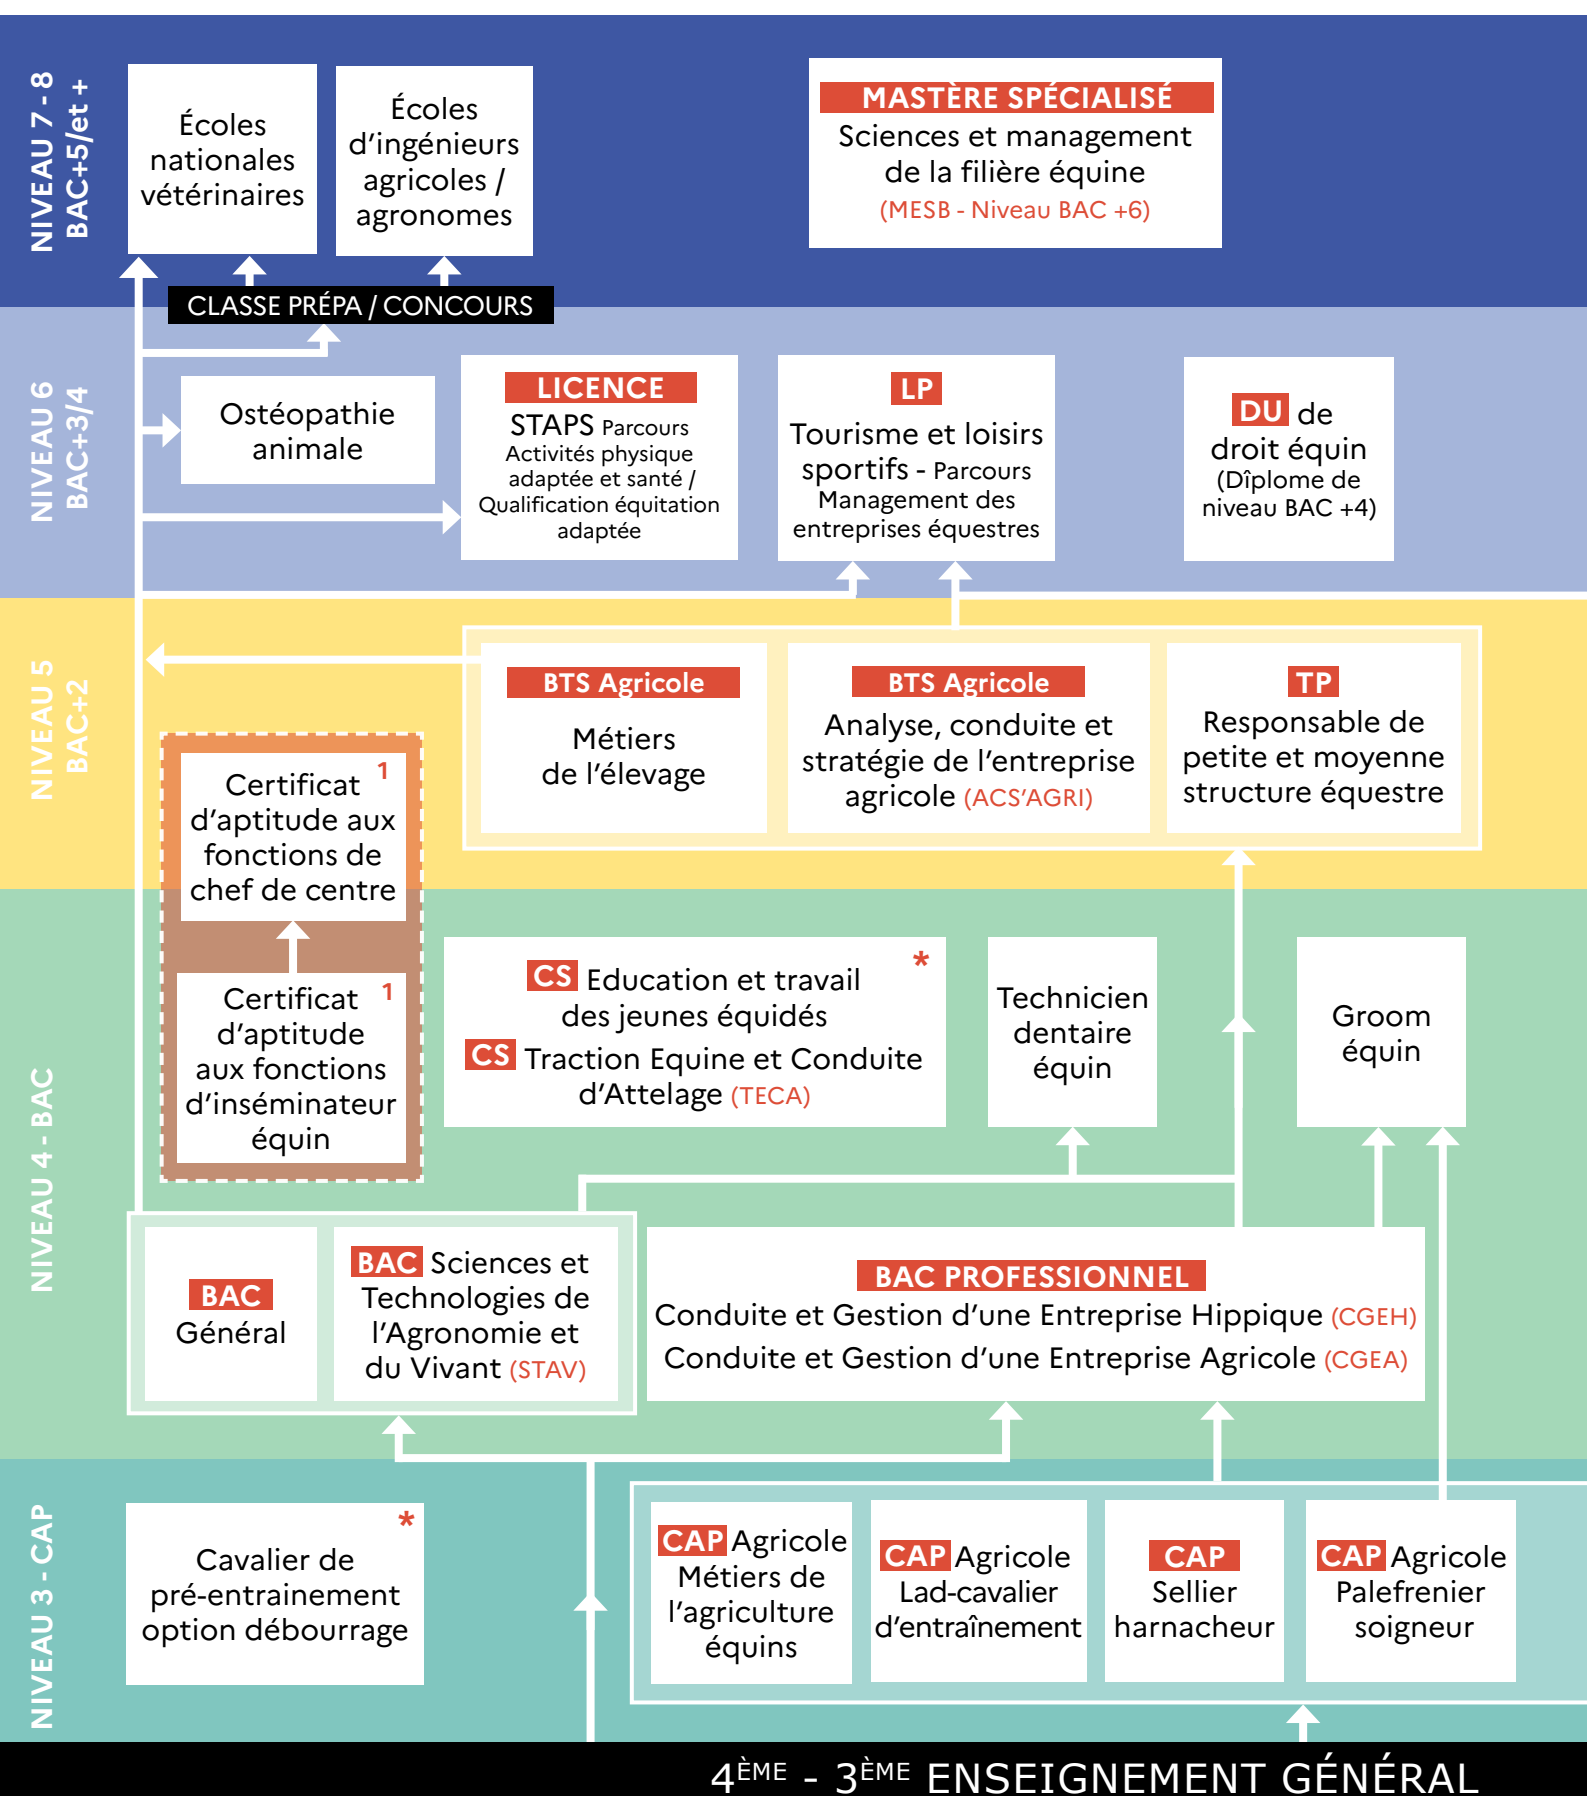 NIVEAU 7 - 8
BAC+5/et +
Écoles
nationales
vétérinaires
Écoles
d'ingénieurs
agricoles /
agronomes
MASTÈRE SPÉCIALISÉ
Sciences et management
de la filière équine
(MESB - Niveau BAC +6)
CLASSE PRÉPA / CONCOURS
NIVEAU 6
BAC+3/4
Ostéopathie
animale
LICENCE
STAPS Parcours
Activités physique
adaptée et santé /
Qualification équitation
adaptée
LP
Tourisme et loisirs
sportifs - Parcours
Management des
entreprises équestres
DU de
droit équin
(Dîplome de
niveau BAC +4)
NIVEAU 5
BAC+2
BTS Agricole
Métiers
de l'élevage
BTS Agricole
Analyse, conduite et
stratégie de l'entreprise
agricole (ACS'AGRI)
TP
Responsable de
petite et moyenne
structure équestre
Certificat 1
d'aptitude aux
fonctions de
chef de centre
NIVEAU 4 - BAC
Certificat 1
d'aptitude
aux fonctions
d'inséminateur
équin
*
CS Education et travail
des jeunes équidés
CS Traction Equine et Conduite
d'Attelage (TECA)
Technicien
dentaire
équin
Groom
équin
BAC
Général
BAC Sciences et
Technologies de
l'Agronomie et
du Vivant (STAV)
BAC PROFESSIONNEL
Conduite et Gestion d'une Entreprise Hippique (CGEH)
Conduite et Gestion d'une Entreprise Agricole (CGEA)
NIVEAU 3 - CAP
*
Cavalier de
pré-entrainement
option débourrage
CAP Agricole
Métiers de
l'agriculture
équins
CAP Agricole
Lad-cavalier
d'entraînement
CAP
Sellier
harnacheur
CAP Agricole
Palefrenier
soigneur
4ÈME - 3ÈME ENSEIGNEMENT GÉNÉRAL